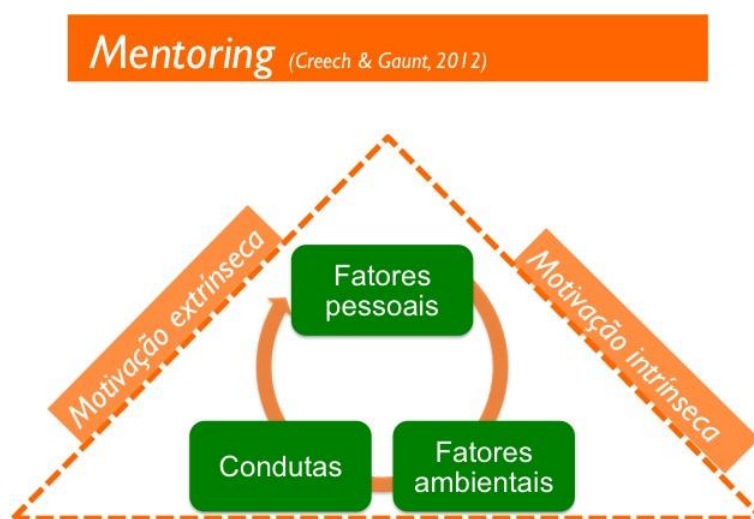 Mentoring (Creech & Gaunt, 2012)
Motivação extrínseca
Motivação intrínseca
Fatores
pessoais
Condutas
Fatores
ambientais